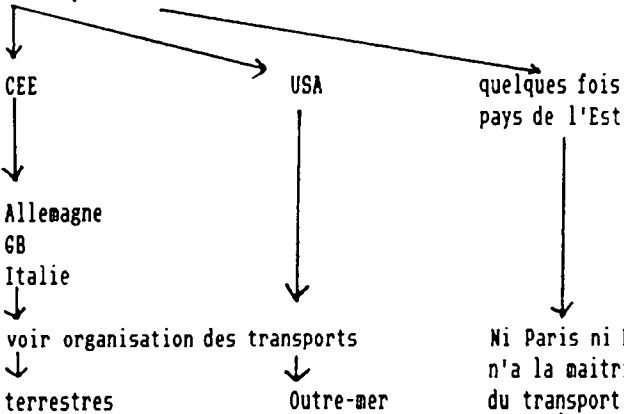 CEE USA quelques fois
pays de l'Est
Allemagne
GB
Italie
voir organisation des transports Ni Paris ni
n'a la
terrestres Outre-mer du transport